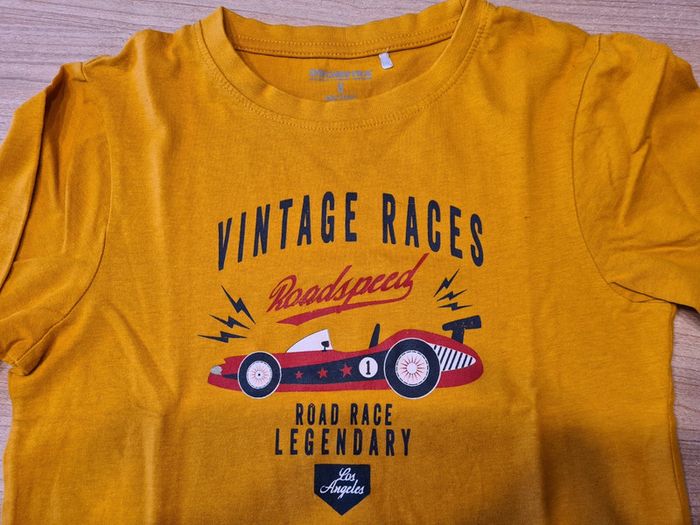 VINTAGE RACES
Roadspeed
1
ROAD RACE
LEGENDARY
Los
Angeles